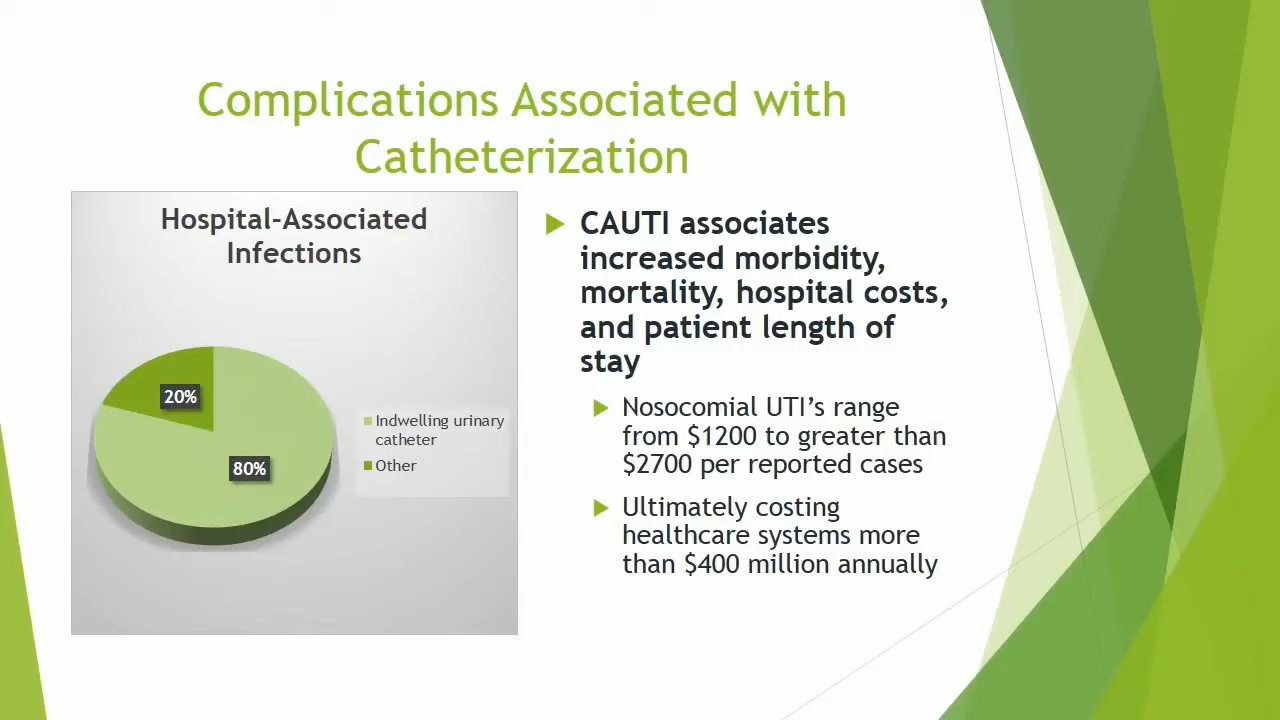 Complications Associated with
Catheterization
Hospital-Associated
Infections
20%
80%
Indwelling urinary
catheter
Other
CAUTI associates
increased morbidity,
mortality, hospital costs,
and patient length of
stay
Nosocomial UTI’s range
from $1200 to greater than
$2700 per reported cases
Ultimately costing
healthcare systems more
than $400 million annually